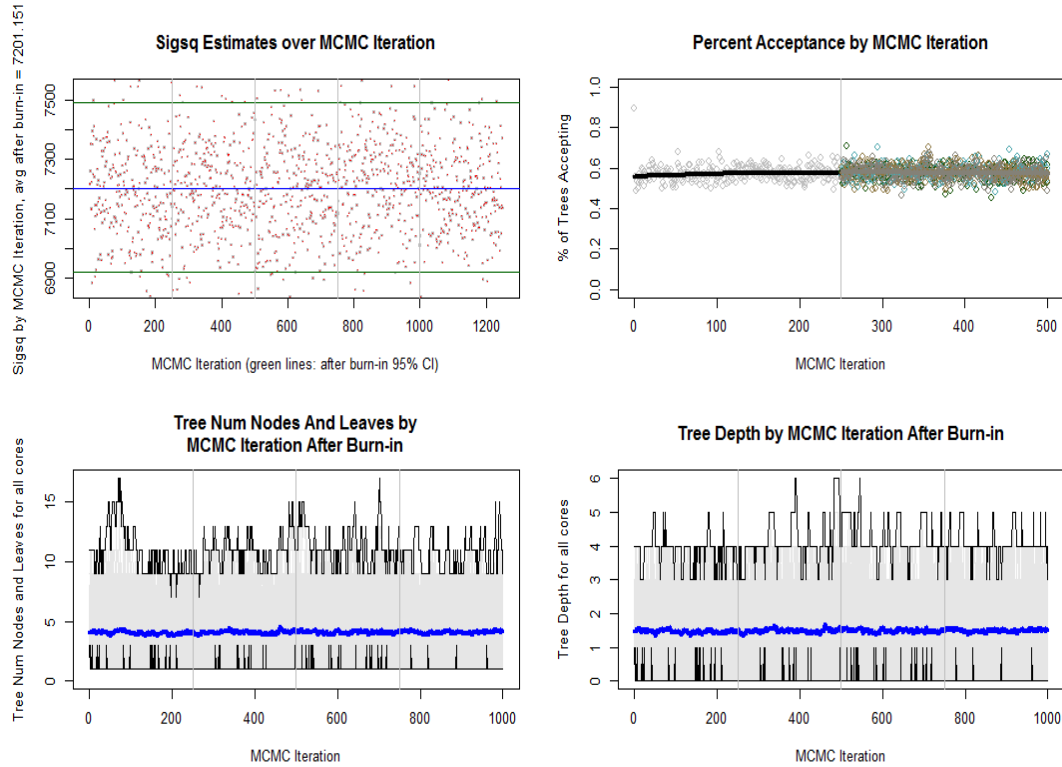 Sigsq Estimates over MCMC Iteration
Sigsq by MCMC Iteration, avg after burn-in = 7201.151
7500
7300
7100
6900
0 200 400 600 800 1000 1200
MCMC Iteration (green lines: after burn-in 95% CI)
Percent Acceptance by MCMC Iteration
% of Trees Accepting
1.0
0.8
0.6
0.4
0.2
0.0
0 100 200 300 400 500
MCMC Iteration
Tree Num Nodes And Leaves by
MCMC Iteration After Burn-in
Tree Num Nodes and Leaves for all cores
15
10
5
0
0 200 400 600 800 1000
MCMC Iteration
Tree Depth by MCMC Iteration After Burn-in
Tree Depth for all cores
6
5
4
3
2
1
0
0 200 400 600 800 1000
MCMC Iteration